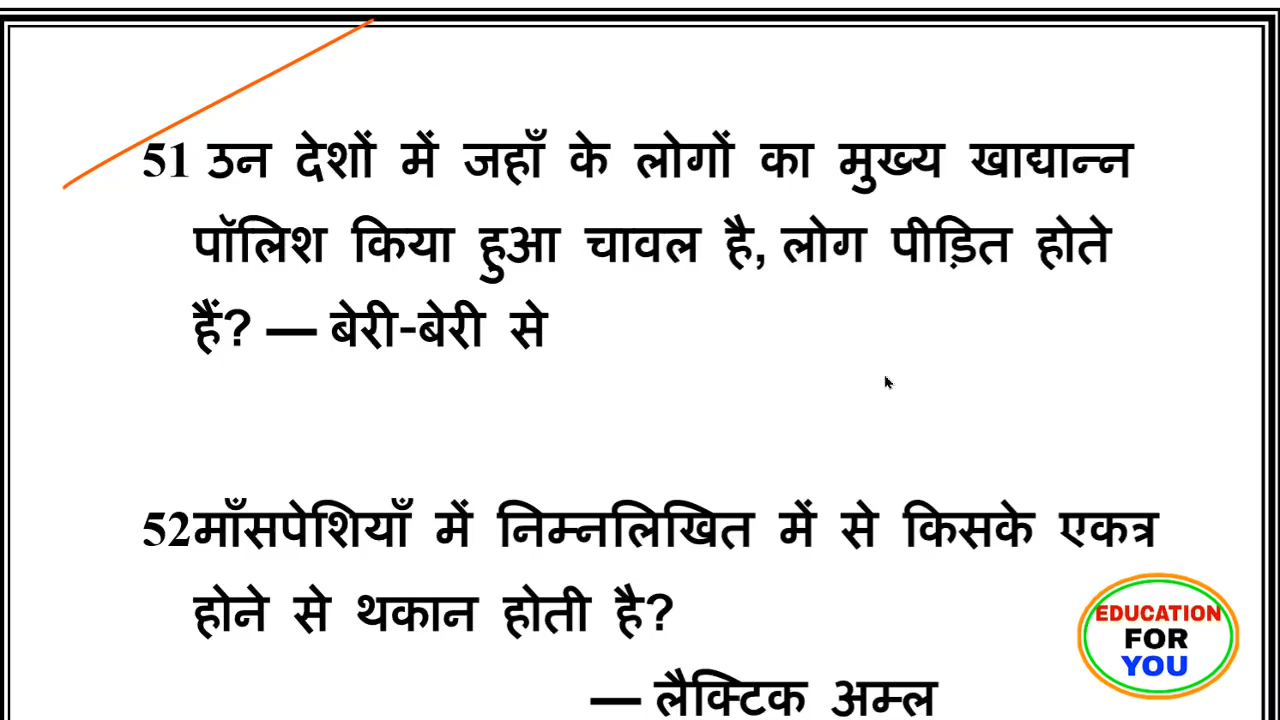 51 उन देशों में जहाँ के लोगों का मुख्य खाद्यान्न
पॉलिश किया हुआ चावल है, लोग पीड़ित होते
हैं? — बेरी-बेरी से
52माँसपेशियाँ में निम्नलिखित में से किसके एकत्र
होने से थकान होती है?
— लैक्टिक अम्ल
EDUCATION
FOR
YOU